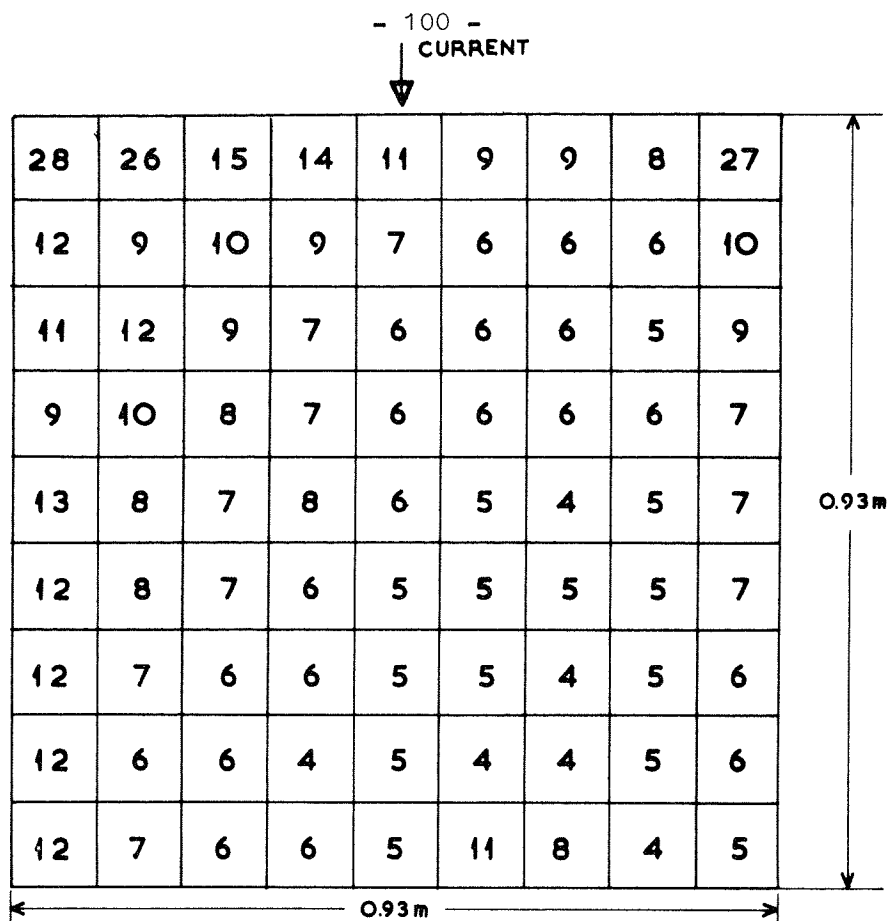 - 100 -
CURRENT
28 26 15 14 11 9 9 8 27
12 9 10 9 7 6 6 6 10
11 12 9 7 6 6 6 5 9
9 10 8 7 6 6 6 6 7
13 8 7 8 6 5 4 5 7
0.93m
12 8 7 6 5 5 5 5 7
12 7 6 6 5 5 4 5 6
12 6 6 4 5 4 4 5 6
12 7 6 6 5 11 8 4 5
0.93m